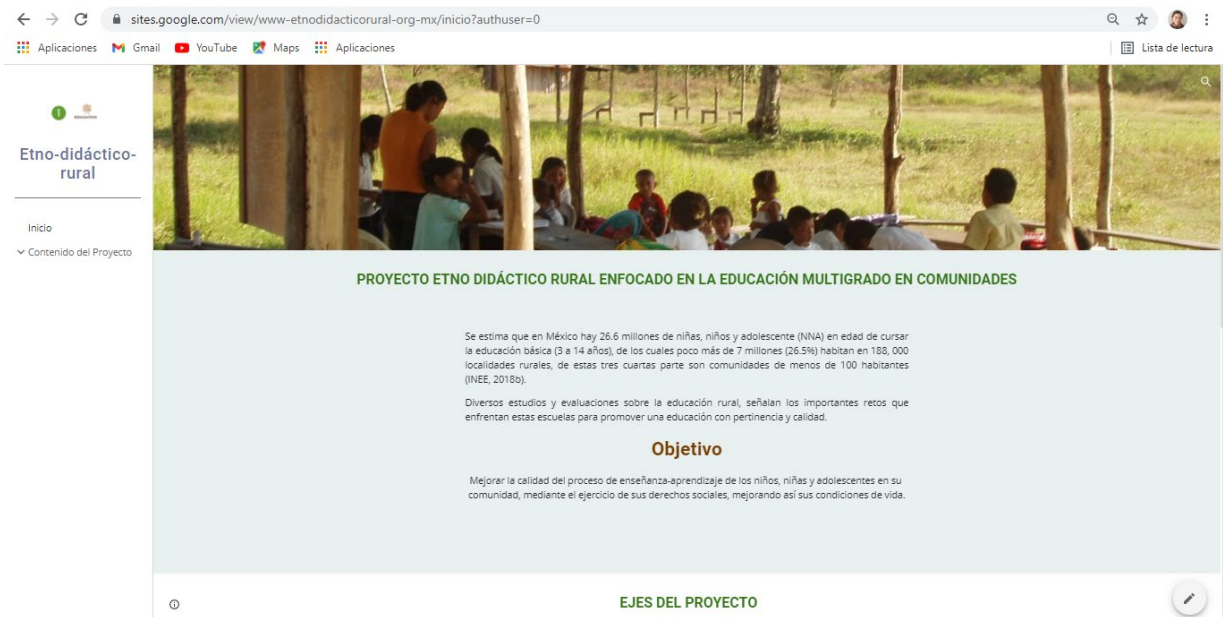 sites.google.com/view/www-etnodidacticorural-org-mx/inicio?authuser=0
Aplicaciones Gmail YouTube Maps Aplicaciones Lista de lectura
Etno-didáctico-
rural
Inicio
Contenido del Proyecto
PROYECTO ETNO DIDÁCTICO RURAL ENFOCADO EN LA EDUCACIÓN MULTIGRADO EN COMUNIDADES
Se estima que en México hay 26.6 millones de niñas, niños y adolescente (NNA) en edad de cursar
la educación básica (3 a 14 años), de los cuales poco más de 7 millones (26.5%) habitan en 188, 000
localidades rurales, de estas tres cuartas parte son comunidades de menos de 100 habitantes
(INEE, 2018b).
Diversos estudios y evaluaciones sobre la educación rural, señalan los importantes retos que
enfrentan estas escuelas para promover una educación con pertinencia y calidad.
Objetivo
Mejorar la calidad del proceso de enseñanza-aprendizaje de los niños, niñas y adolescentes en su
comunidad, mediante el ejercicio de sus derechos sociales, mejorando así sus condiciones de vida.
EJES DEL PROYECTO